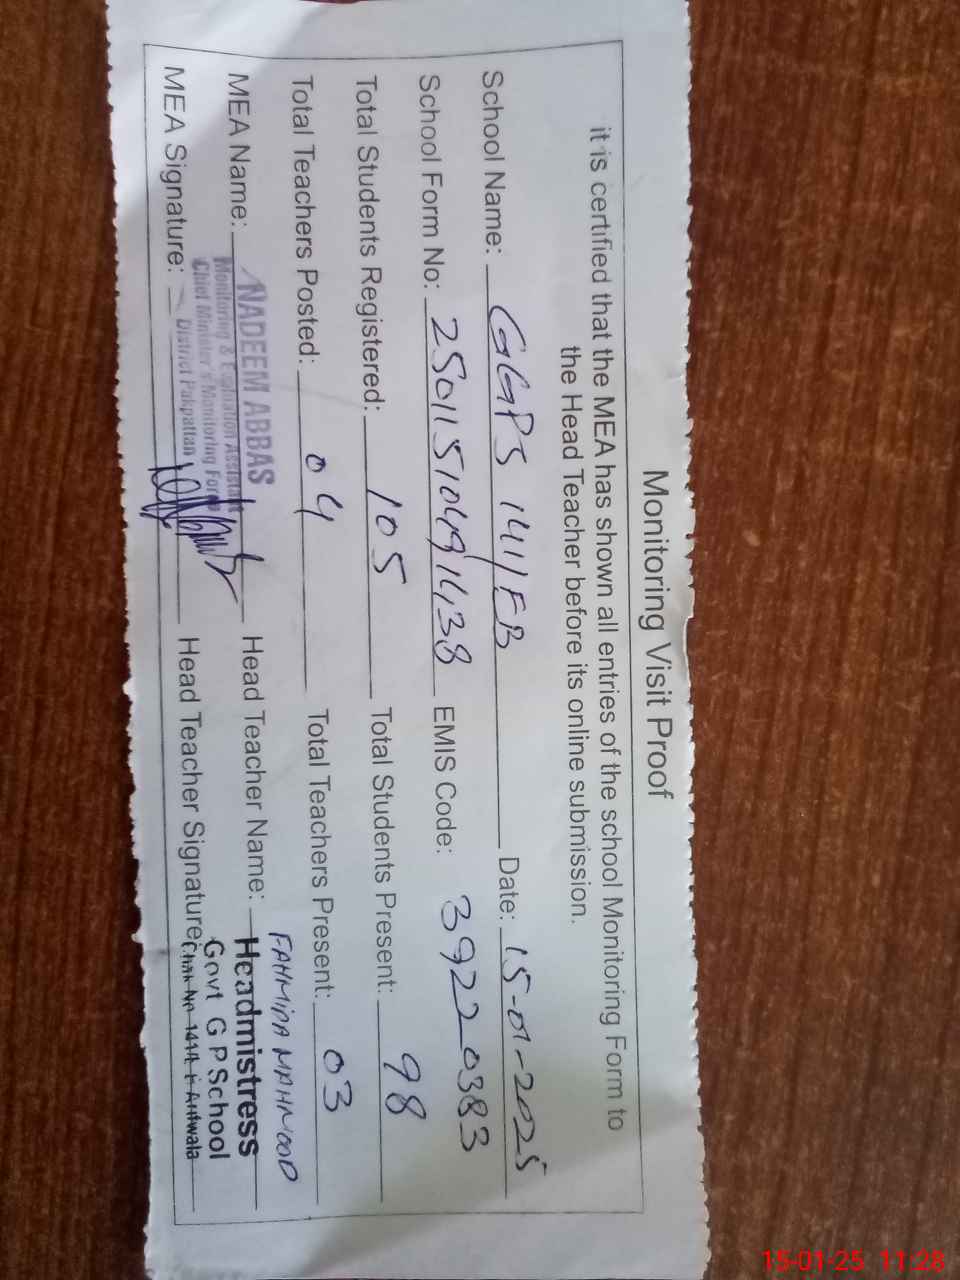 Monitoring Visit Proof
it is certified that the MEA has shown all entries of the school Monitoring Form to
the Head Teacher before its online submission.
School Name: GGPS 141/EB Date: 15-01-2025
School Form No: 25011510491438 EMIS Code: 39220383
Total Students Registered: 105 Total Students Present: 98
Total Teachers Posted: 04 Total Teachers Present: 03
FAHMIDA MAHMOOD
MEA Name: NADEEM ABBAS Head Teacher Name: Headmistress
Monitoring & Evaluation Assistant
Chief Minister's Monitoring Force Govt G P School
MEA Signature: District Pakpattan Head Teacher Signature: Chak No
15-01-25 11:28